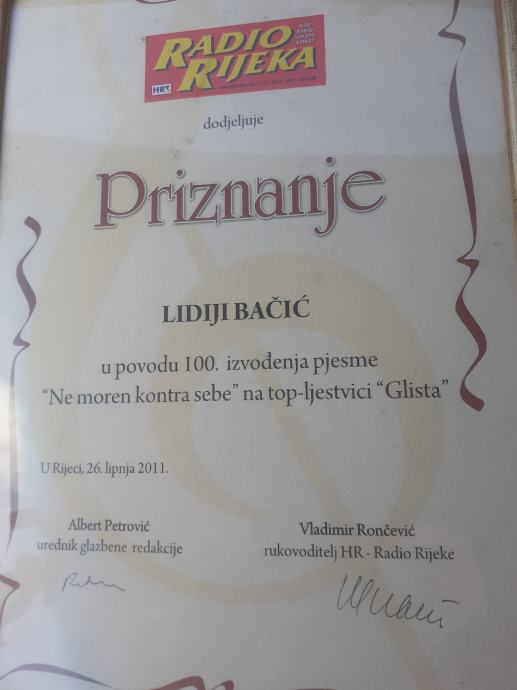 RADIO
RIJEKA
HRT
dodjeljuje
Priznanje
LIDIJI BAČIĆ
u povodu 100. izvođenja pjesme
“Ne moren kontra sebe” na top-ljestvici “Glista”
U Rijeci, 26. lipnja 2011.
Albert Petrović
urednik glazbene redakcije
Vladimir Rončević
rukovoditelj HR - Radio Rijeke